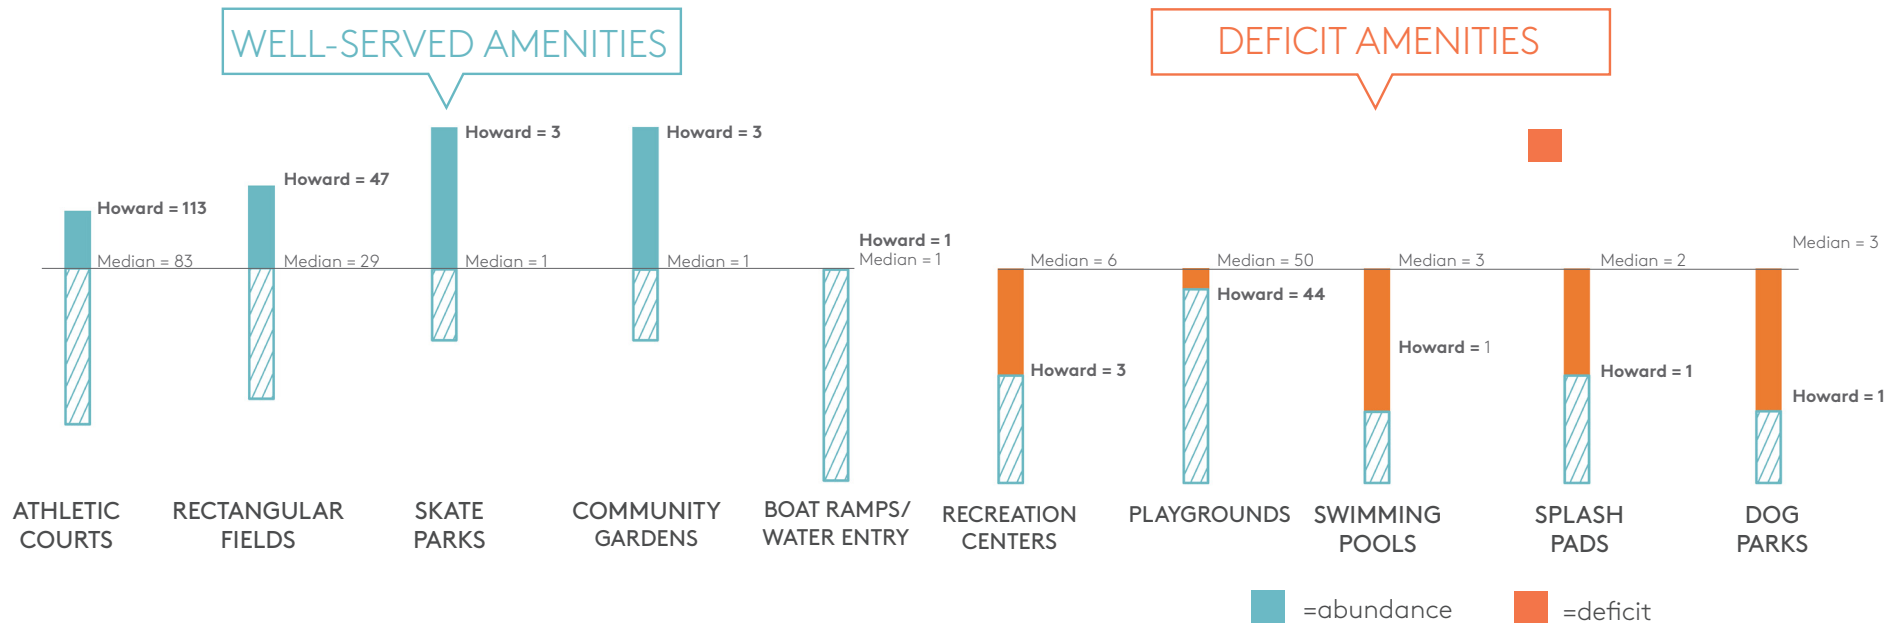 WELL-SERVED AMENITIES
DEFICIT AMENITIES
Howard = 113
Median = 83
Howard = 47
Median = 29
Howard = 3
Median = 1
Howard = 3
Median = 1
Howard = 1
Median = 1
Median = 6
Howard = 3
Median = 50
Howard = 44
Median = 3
Howard = 1
Median = 2
Howard = 1
Median = 3
Howard = 1
ATHLETIC
COURTS
RECTANGULAR
FIELDS
SKATE
PARKS
COMMUNITY
GARDENS
BOAT RAMPS/
WATER ENTRY
RECREATION
CENTERS
PLAYGROUNDS
SWIMMING
POOLS
SPLASH
PADS
DOG
PARKS
=abundance
=deficit